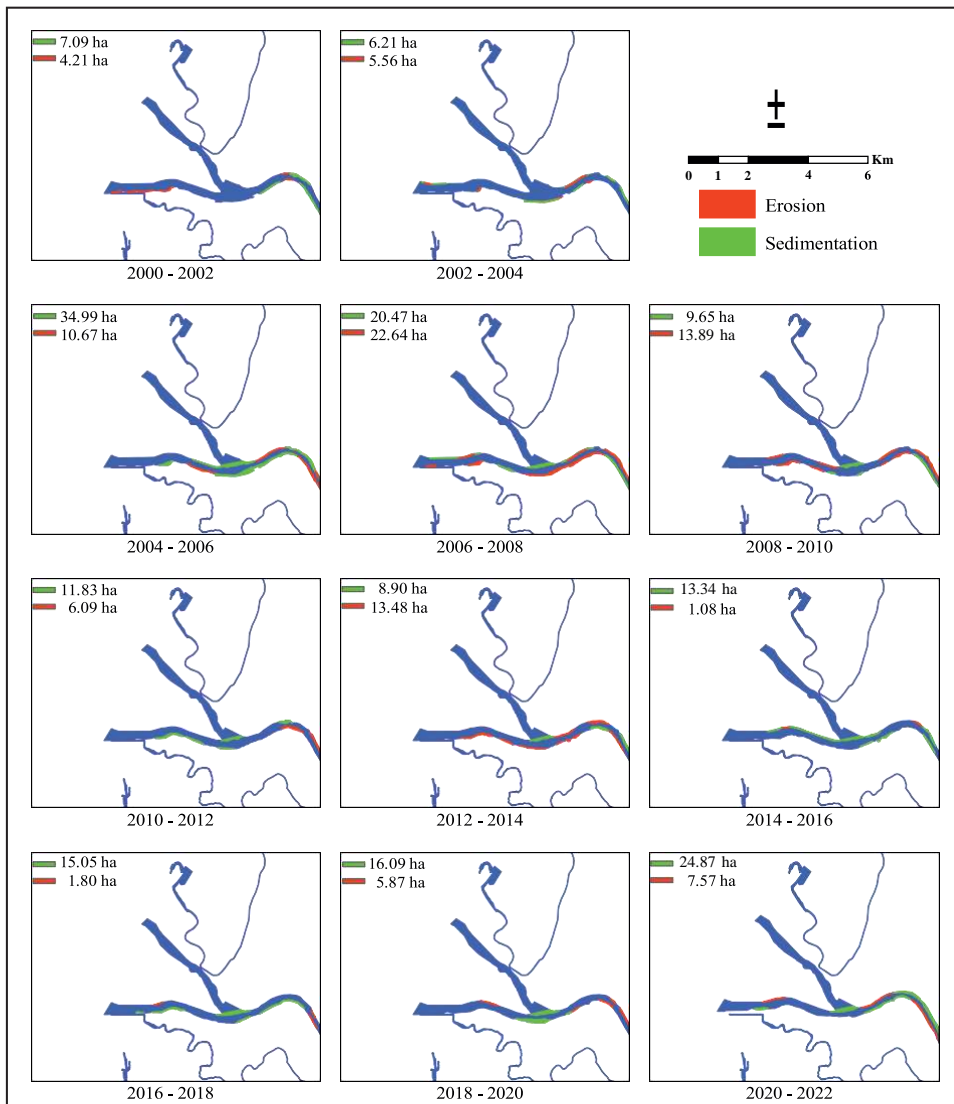 7.09 ha
4.21 ha
2000 - 2002
6.21 ha
5.56 ha
2002 - 2004
Km
0 1 2 4 6
Erosion
Sedimentation
34.99 ha
10.67 ha
2004 - 2006
20.47 ha
22.64 ha
2006 - 2008
9.65 ha
13.89 ha
2008 - 2010
11.83 ha
6.09 ha
2010 - 2012
8.90 ha
13.48 ha
2012 - 2014
13.34 ha
1.08 ha
2014 - 2016
15.05 ha
1.80 ha
2016 - 2018
16.09 ha
5.87 ha
2018 - 2020
24.87 ha
7.57 ha
2020 - 2022